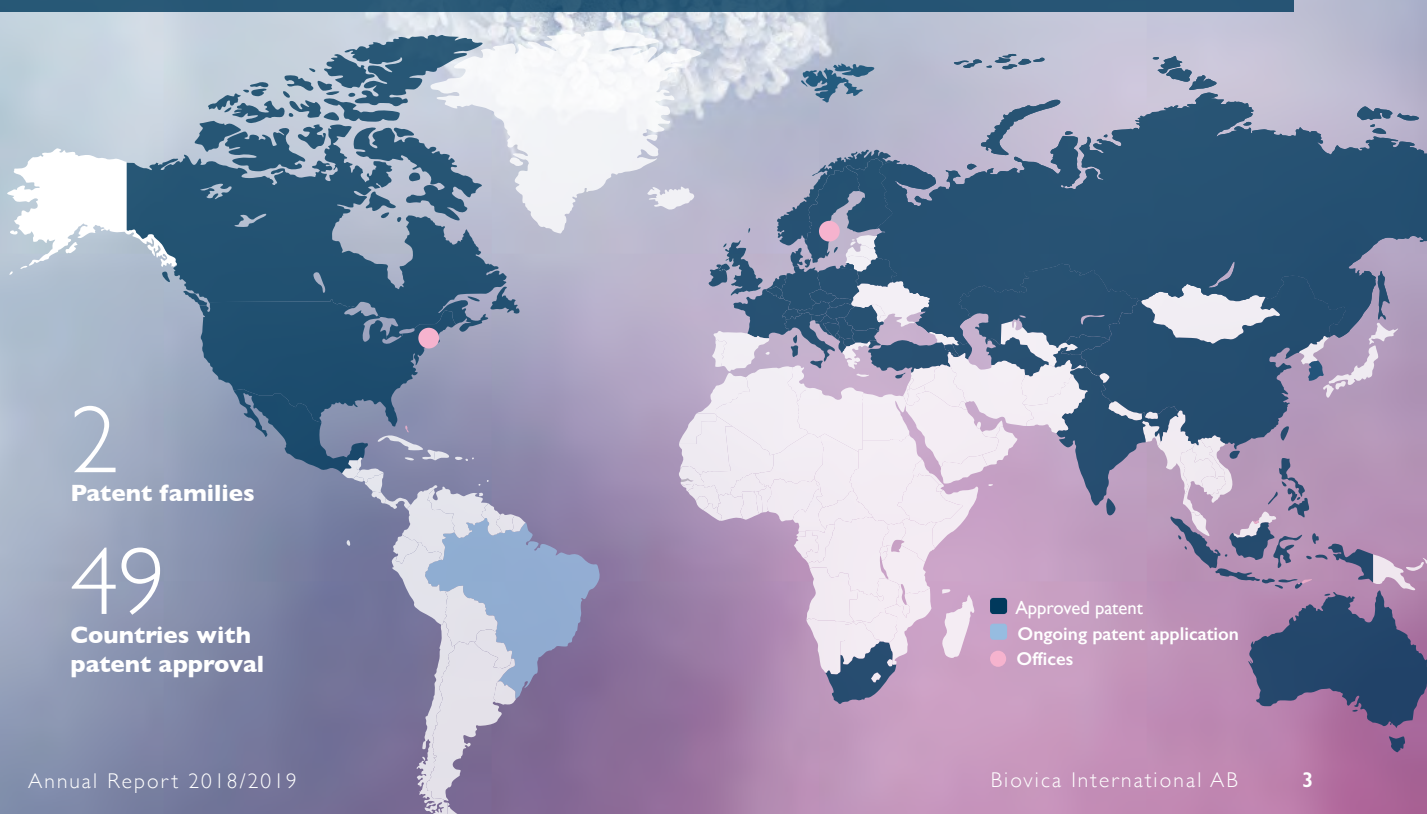 2
Patent families
49
Countries with
patent approval
Approved patent
Ongoing patent application
Offices
Annual Report 2018/2019
Biovica International AB
3